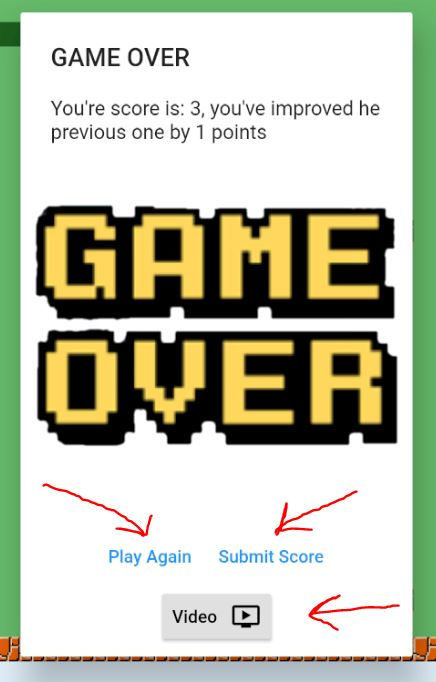 GAME OVER
You're score is: 3, you've improved he
previous one by 1 points
GAME
OVER
Play Again Submit Score
Video